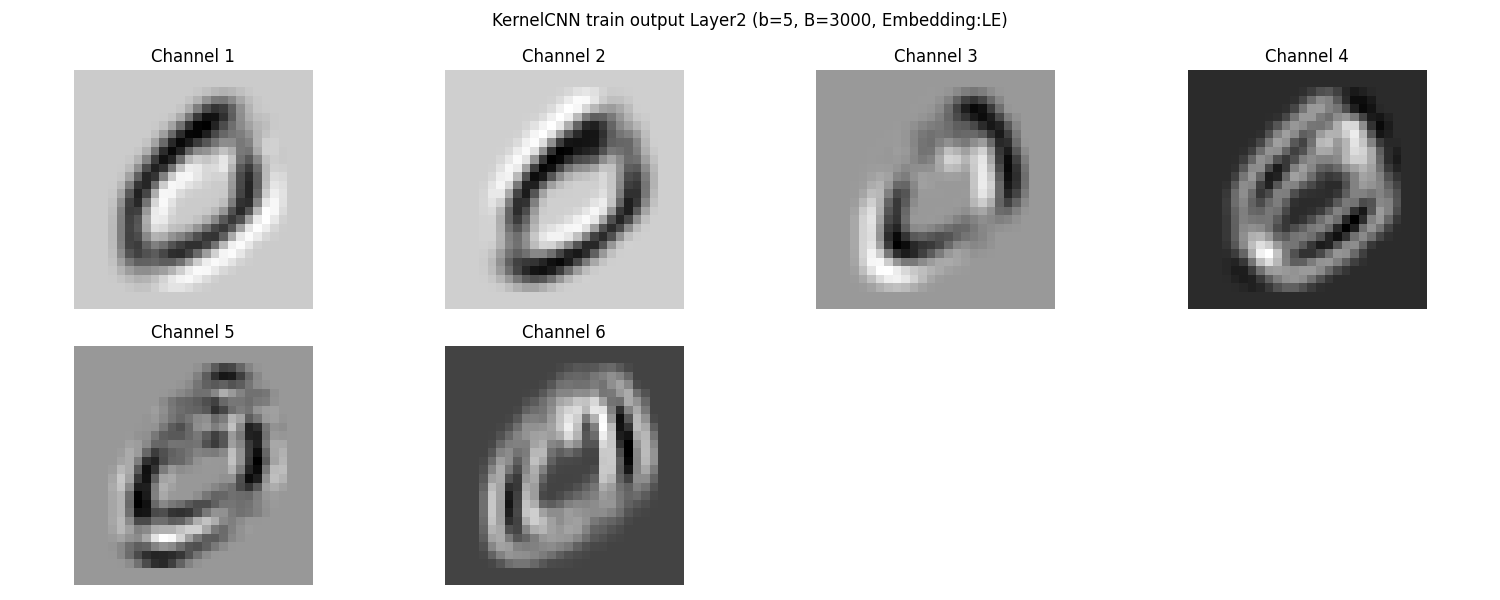 KernelCNN train output Layer2 (b=5, B=3000, Embedding:LE)
Channel 1
Channel 2
Channel 3
Channel 4
Channel 5
Channel 6